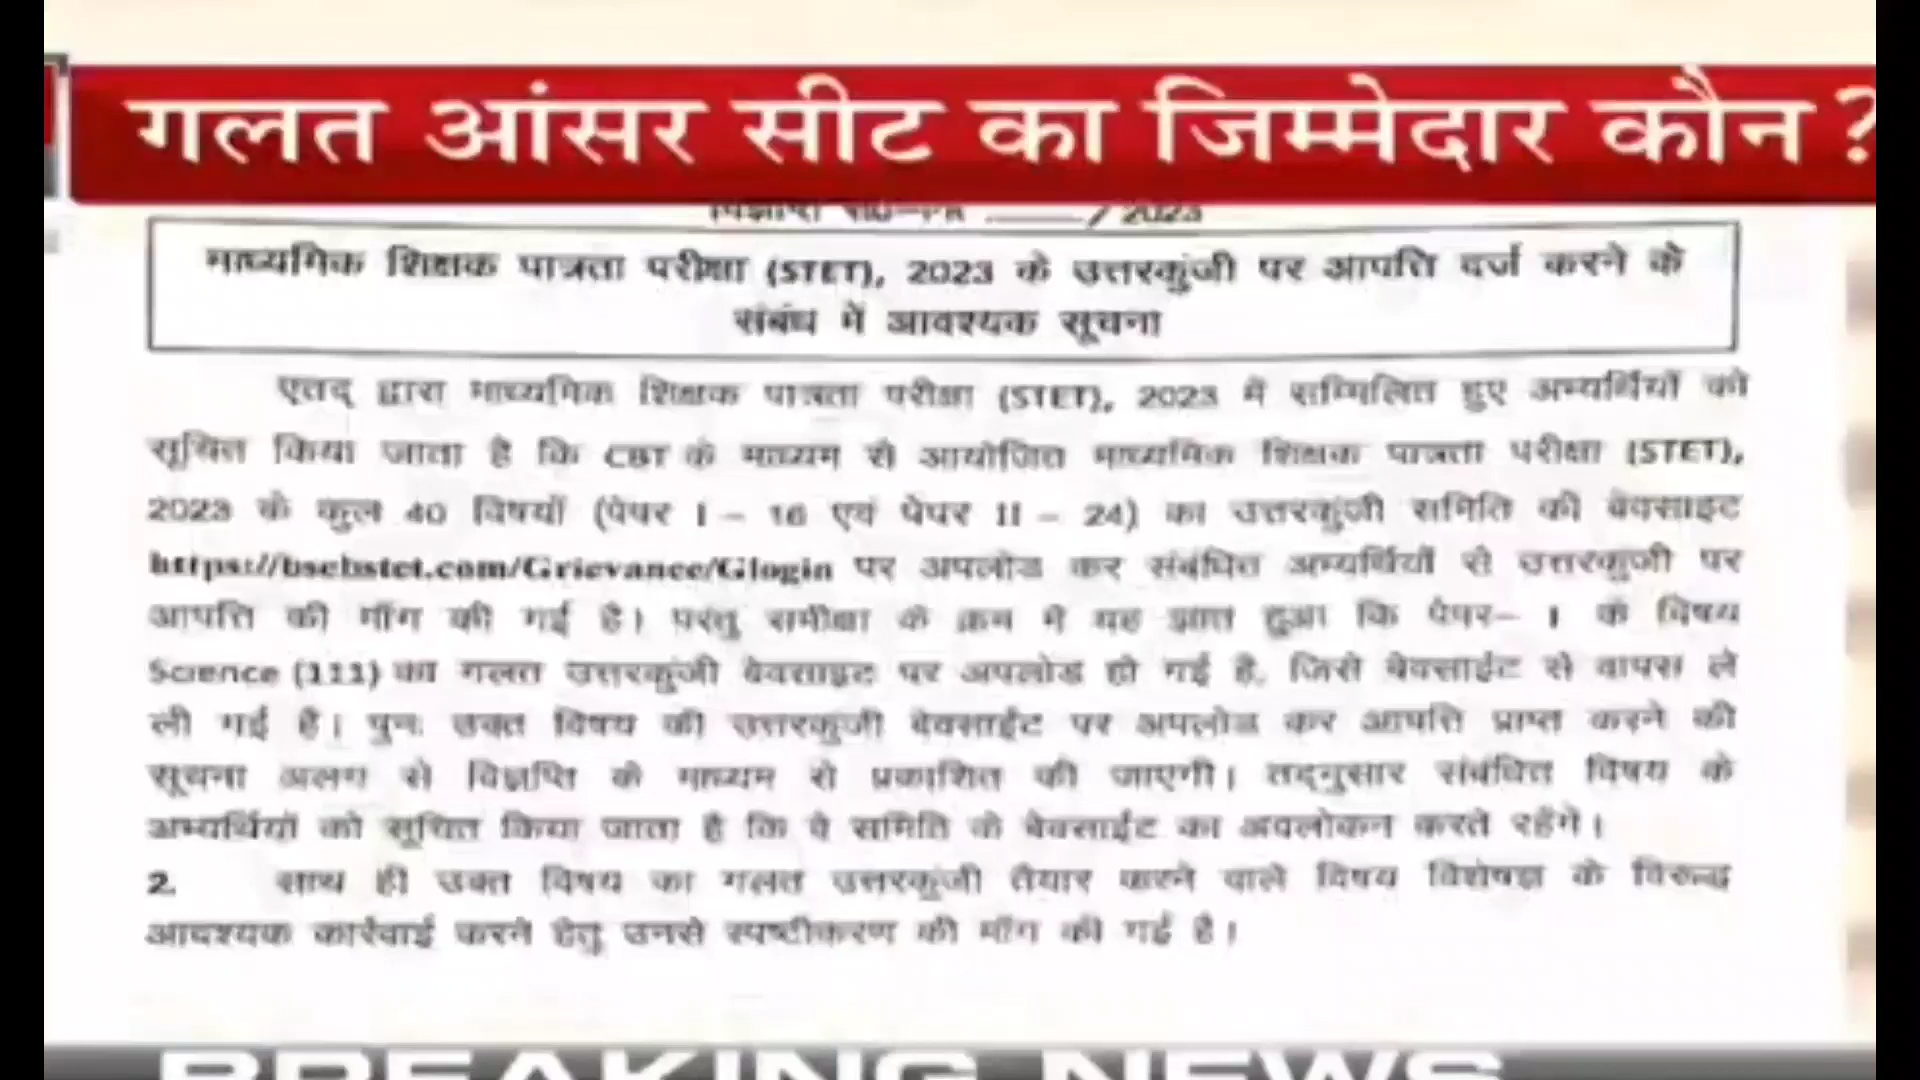 गलत आंसर सीट का जिम्मेदार कौन ?
/ 2023
माध्यमिक शिक्षक पात्रता परीक्षा (STET), 2023 के उत्तरकुंजी पर आपत्ति दर्ज करने के
संबंध में आवश्यक सूचना
एतद् द्वारा माध्यमिक शिक्षक पात्रता परीक्षा (STET), 2023 में सम्मिलित हुए अभ्यर्थियों को
सूचित किया जाता है कि CBT के माध्यम से आयोजित माध्यमिक शिक्षक पात्रता परीक्षा (STET),
2023 के कुल 40 विषयों (पेपर I – 16 एवं पेपर II – 24) का उत्तरकुंजी समिति की वेबसाइट
https://bsebstet.com/Grievance/Glogin पर अपलोड कर संबंधित अभ्यर्थियों से उत्तरकुंजी पर
आपत्ति की माँग की गई है। परंतु समीक्षा के क्रम में यह ज्ञात हुआ कि पेपर– I के विषय
Science (111) का गलत उत्तरकुंजी वेबसाइट पर अपलोड हो गई है, जिसे वेबसाईट से वापस ले
ली गई है। पुनः उक्त विषय की उत्तरकुंजी वेबसाईट पर अपलोड कर आपत्ति प्राप्त करने की
सूचना अलग से विज्ञप्ति के माध्यम से प्रकाशित की जाएगी। तद्नुसार संबंधित विषय के
अभ्यर्थियों को सूचित किया जाता है कि वे समिति के वेबसाईट का अवलोकन करते रहेंगे।
2. साथ ही उक्त विषय का गलत उत्तरकुंजी तैयार करने वाले विषय विशेषज्ञ के विरुद्ध
आवश्यक कार्रवाई करने हेतु उनसे स्पष्टीकरण की माँग की गई है।
BREAKING NEWS